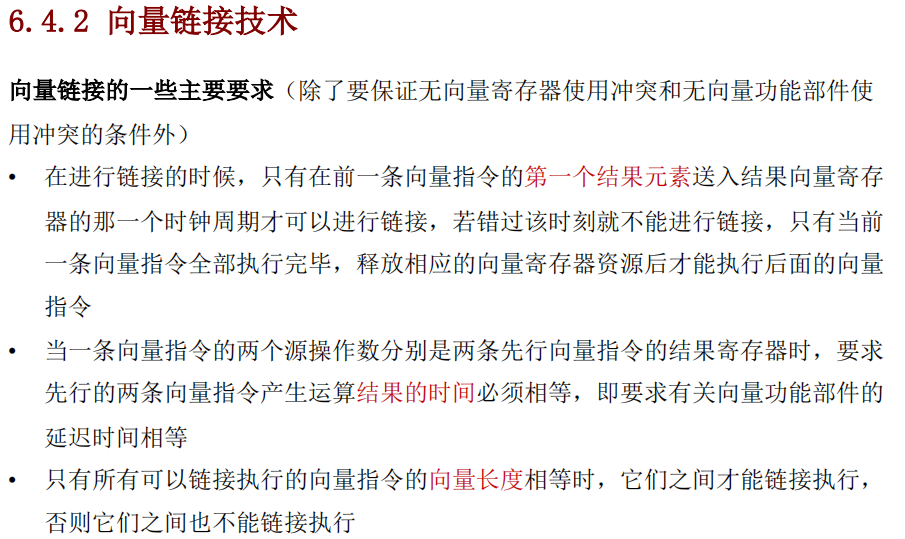 6.4.2 向量链接技术
向量链接的一些主要要求（除了要保证无向量寄存器使用冲突和无向量功能部件使
用冲突的条件外）
• 在进行链接的时候，只有在前一条向量指令的第一个结果元素送入结果向量寄存
器的那一个时钟周期才可以进行链接，若错过该时刻就不能进行链接，只有当前
一条向量指令全部执行完毕，释放相应的向量寄存器资源后才能执行后面的向量
指令
• 当一条向量指令的两个源操作数分别是两条先行向量指令的结果寄存器时，要求
先行的两条向量指令产生运算结果的时间必须相等，即要求有关向量功能部件的
延迟时间相等
• 只有所有可以链接执行的向量指令的向量长度相等时，它们之间才能链接执行，
否则它们之间也不能链接执行